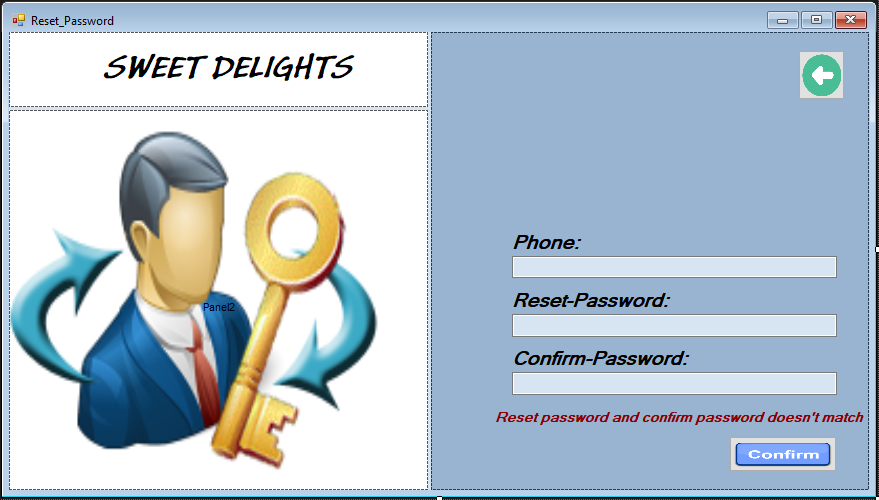 Reset_Password
SWEET DELIGHTS
Panel2
Phone:
Reset-Password:
Confirm-Password:
Reset password and confirm password doesn't match
Confirm